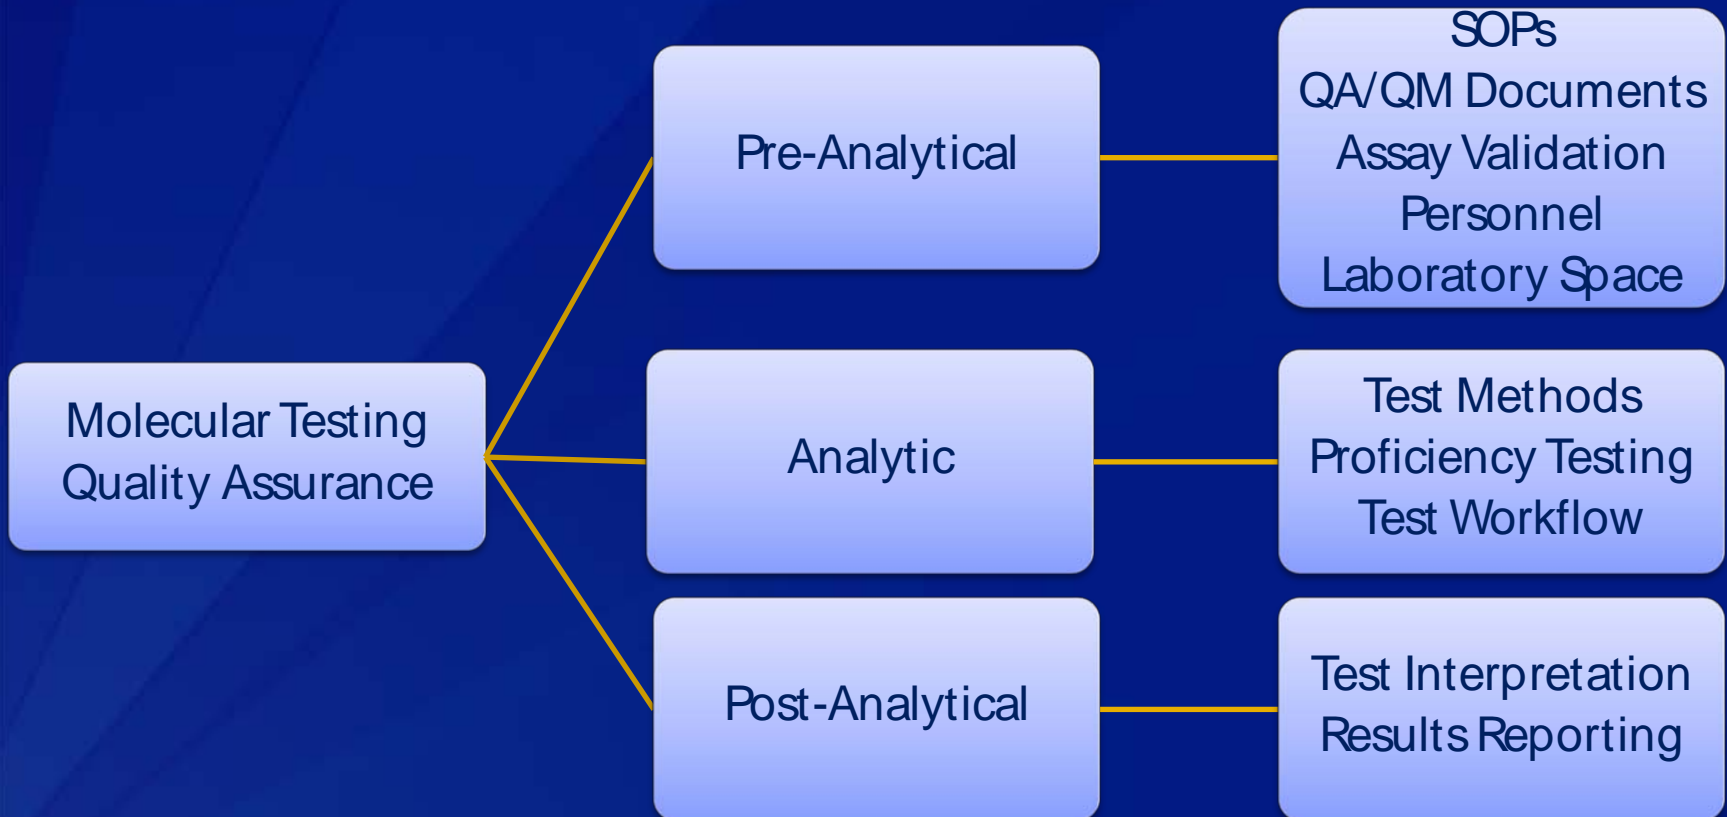 Molecular Testing
Quality Assurance
Pre-Analytical
SOPs
QA/QM Documents
Assay Validation
Personnel
Laboratory Space
Analytic
Test Methods
Proficiency Testing
Test Workflow
Post-Analytical
Test Interpretation
Results Reporting